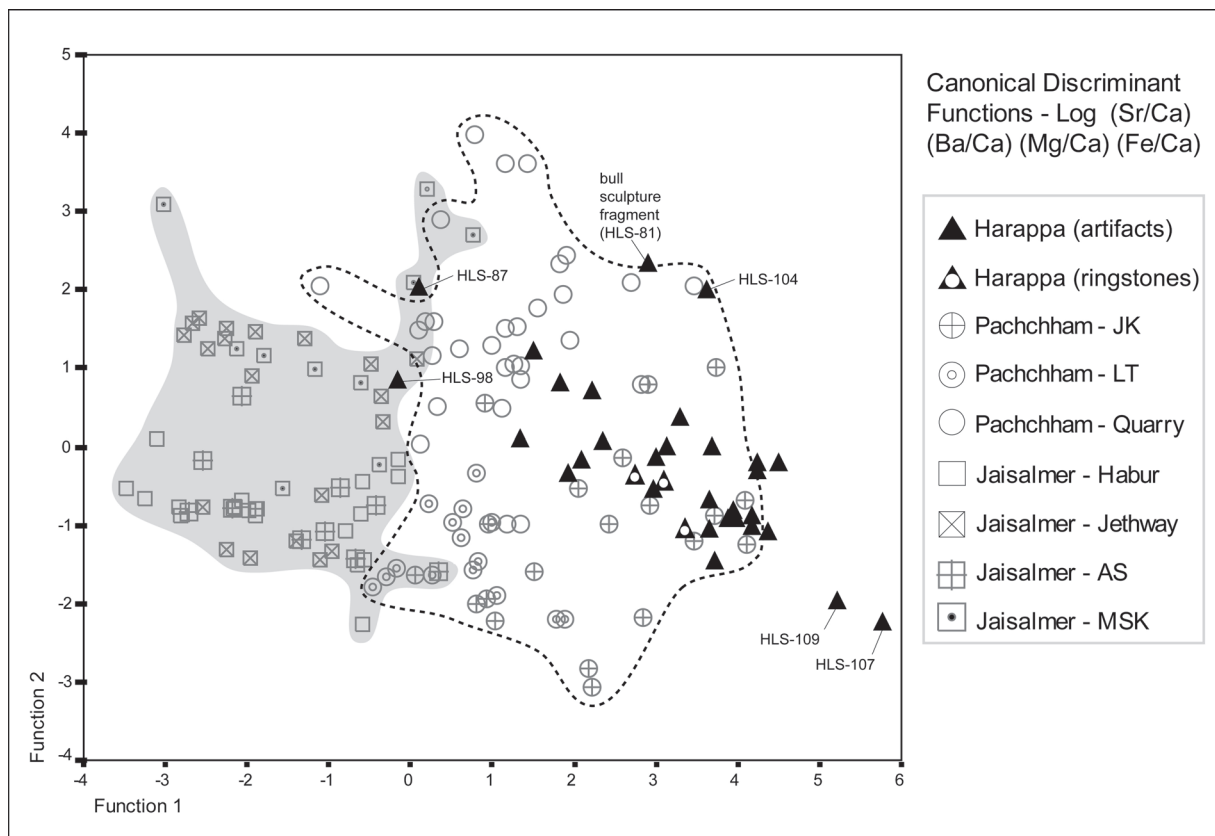 Canonical Discriminant
Functions - Log (Sr/Ca)
(Ba/Ca) (Mg/Ca) (Fe/Ca)
Harappa (artifacts)
Harappa (ringstones)
Pachchham - JK
Pachchham - LT
Pachchham - Quarry
Jaisalmer - Habur
Jaisalmer - Jethway
Jaisalmer - AS
Jaisalmer - MSK
bull
sculpture
fragment
(HLS-81)
HLS-87
HLS-104
HLS-98
HLS-109
HLS-107
5
4
3
2
1
0
-1
-2
-3
-4
Function 2
-4
-3
-2
-1
0
1
2
3
4
5
6
Function 1